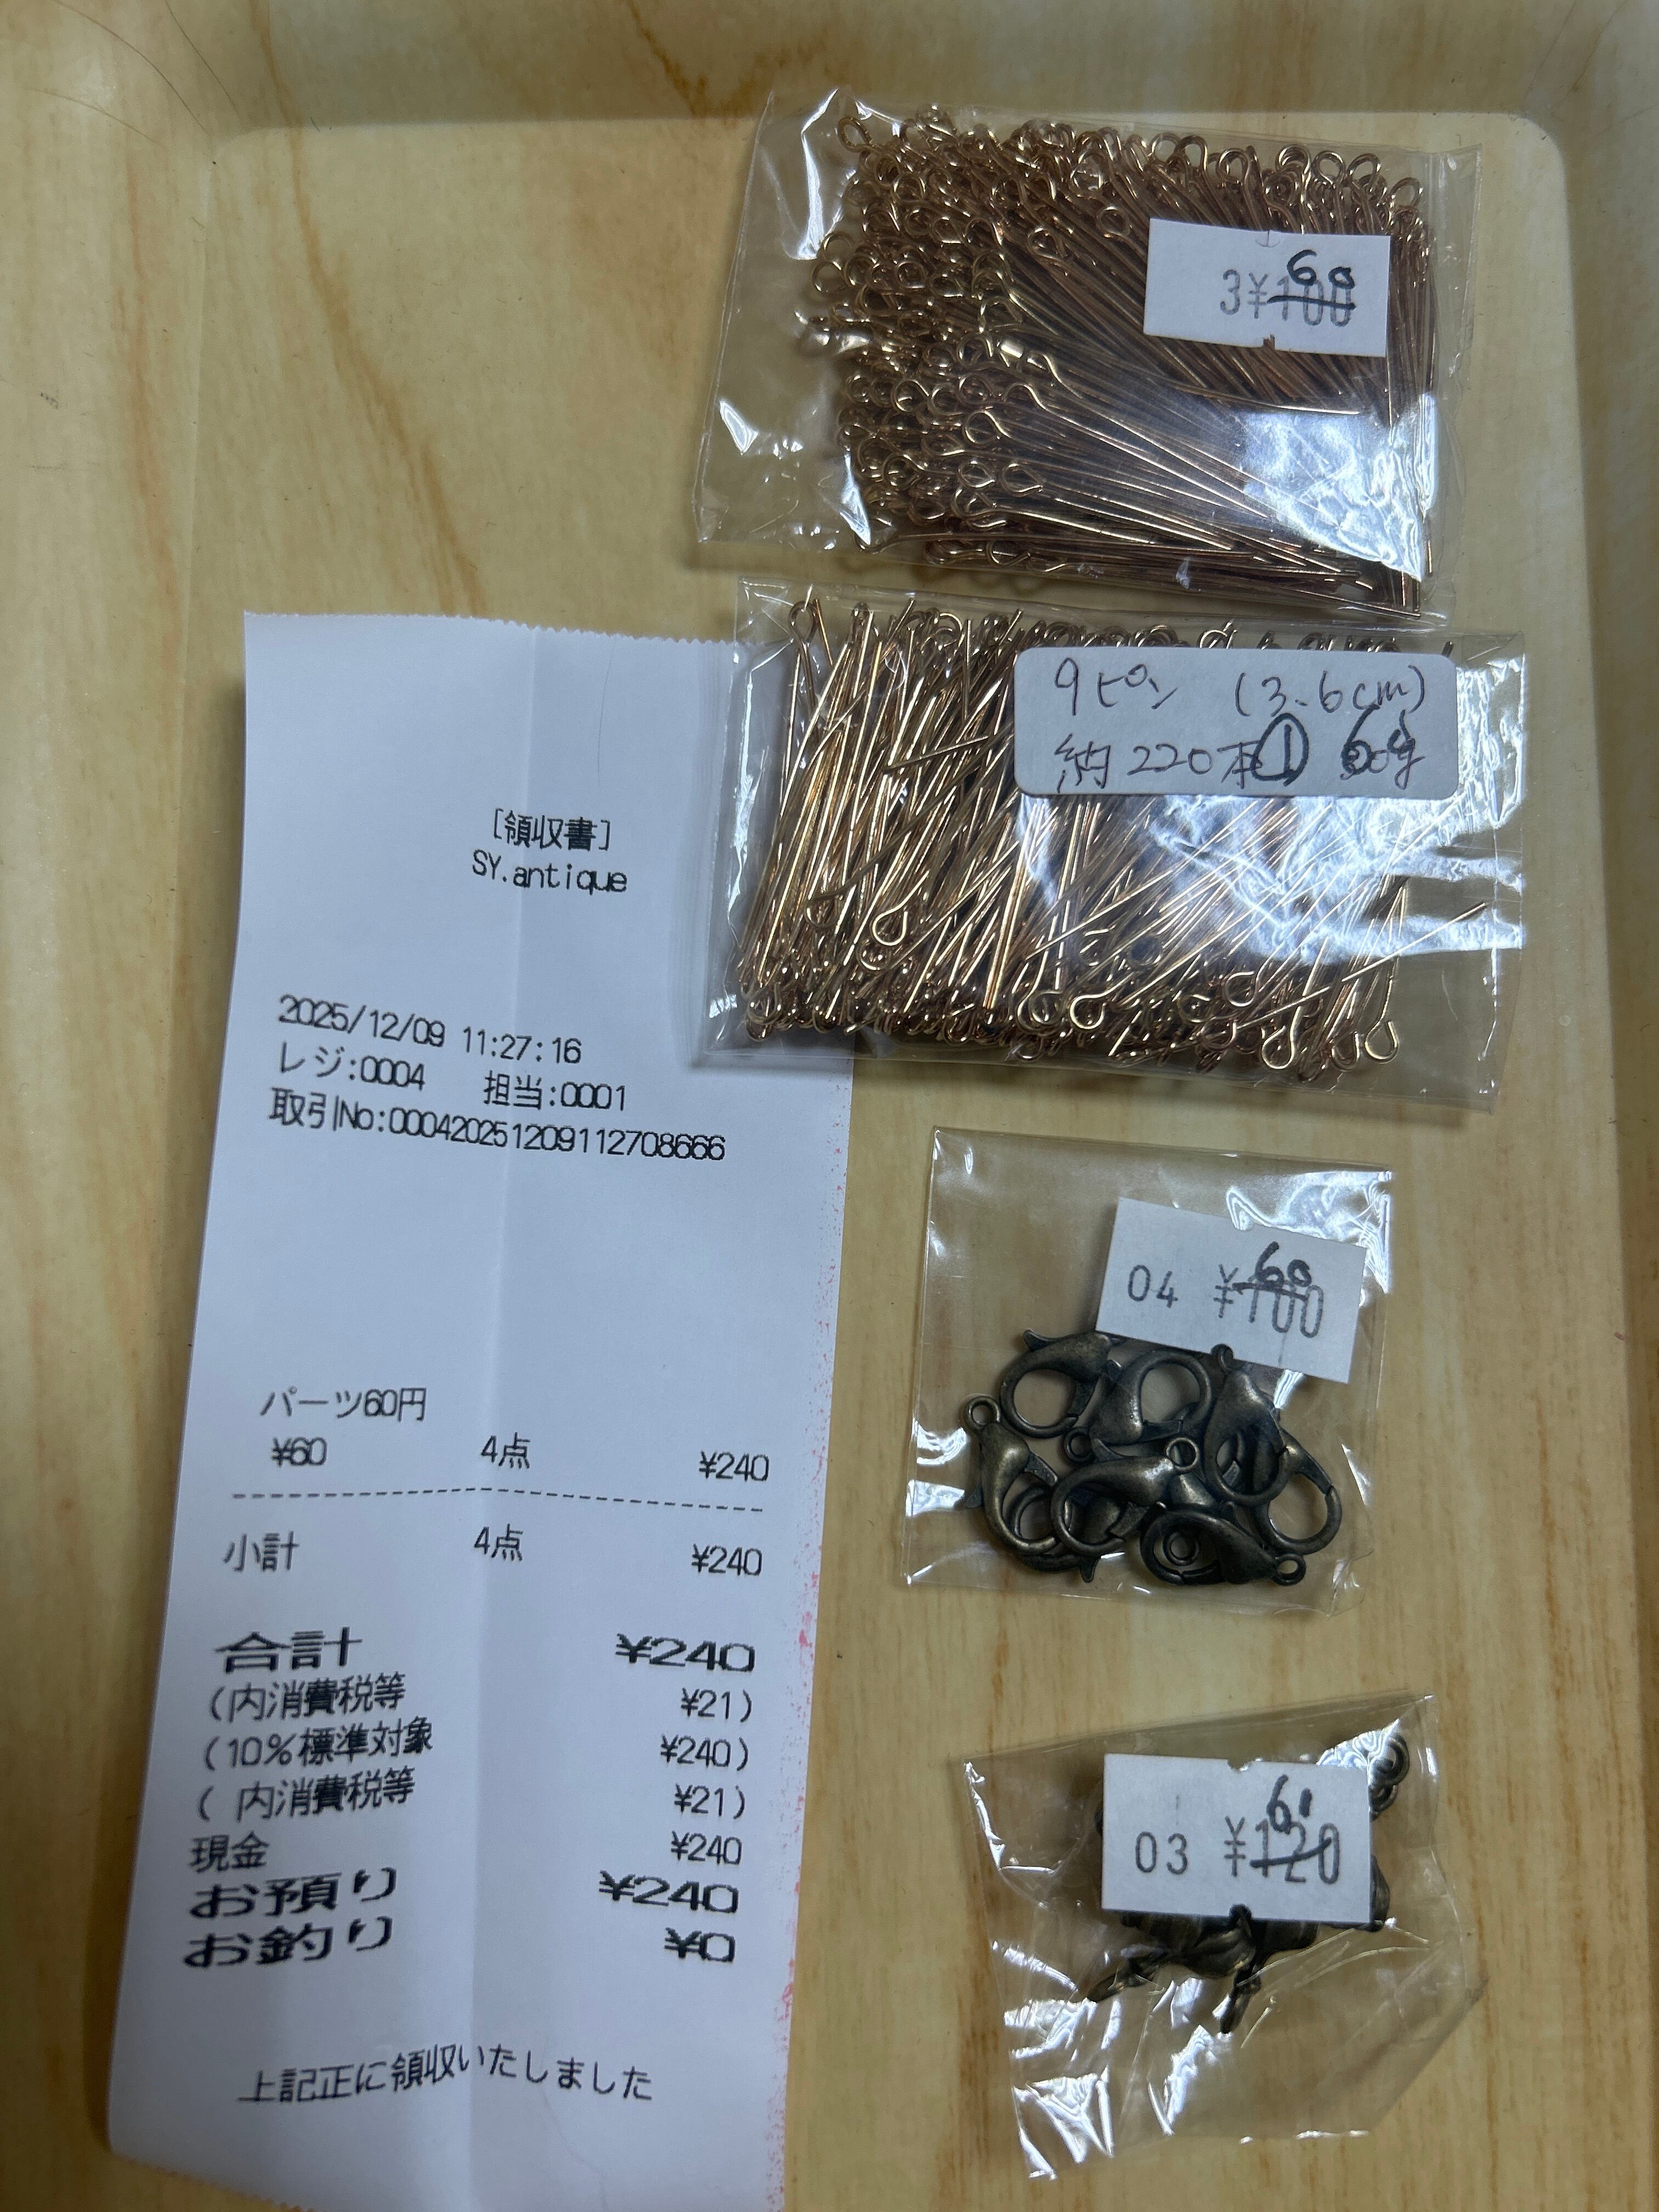 [領収書]
SY.antique
2025/12/09 11:27:16
レジ:0004 担当:0001
取引No:000420251209112708666
パーツ60円
¥60 4点 ¥240
小計 4点 ¥240
合計 ¥240
(内消費税等 ¥21)
(10%標準対象 ¥240)
( 内消費税等 ¥21)
現金 ¥240
お預り ¥240
お釣り ¥0
上記正に領収いたしました
60
3¥100
9ピン (3.6cm)
納220本① 60
60
04 ¥100
60
03 ¥120